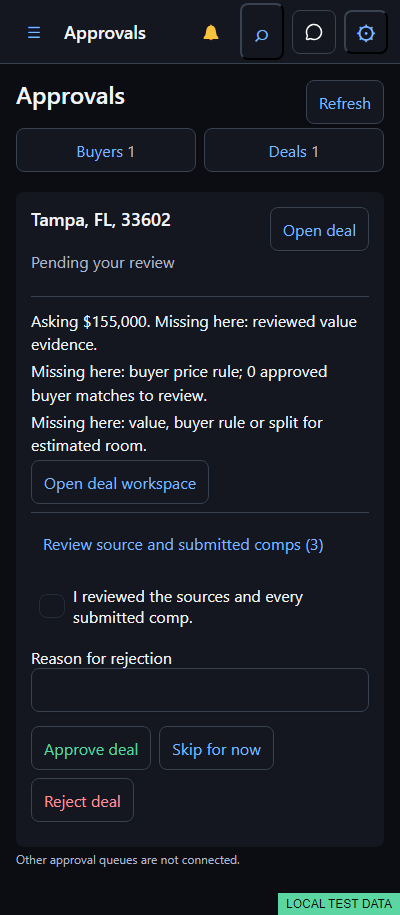 Approvals
Approvals
Refresh
Buyers 1
Deals 1
Tampa, FL, 33602
Open deal
Pending your review
Asking $155,000. Missing here: reviewed value
evidence.
Missing here: buyer price rule; 0 approved
buyer matches to review.
Missing here: value, buyer rule or split for
estimated room.
Open deal workspace
Review source and submitted comps (3)
I reviewed the sources and every
submitted comp.
Reason for rejection
Approve deal
Skip for now
Reject deal
Other approval queues are not connected.
LOCAL TEST DATA